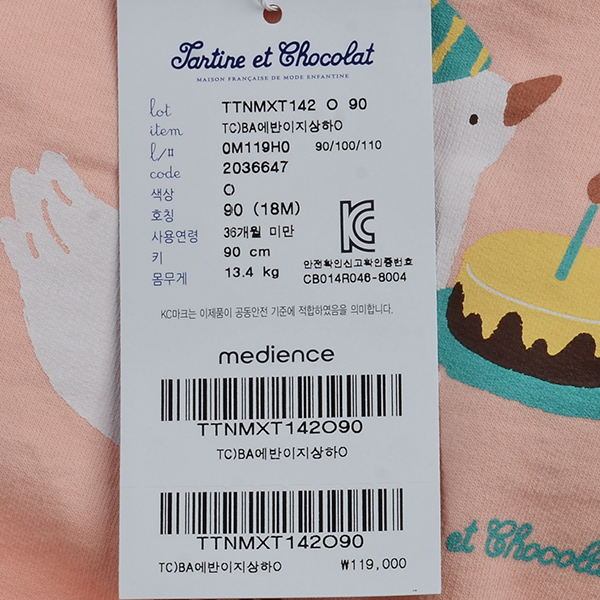 Tartine et Chocolat
MAISON FRANÇAISE DE MODE ENFANTINE
lot TTNMXT142 O 90
item TC)BA에반이지상하O
l/# 0M119H0 90/100/110
code 2036647
색상 O
호칭 90 (18M)
사용연령 36개월 미만
키 90 cm
몸무게 13.4 kg
안전확인신고확인증번호
CB014R046-8004
KC마크는 이제품이 공동안전 기준에 적합하였음을 의미합니다.
medience
TTNMXT142O90
TC)BA에반이지상하O
TTNMXT142O90
TC)BA에반이지상하O ₩119,000
et Chocolat